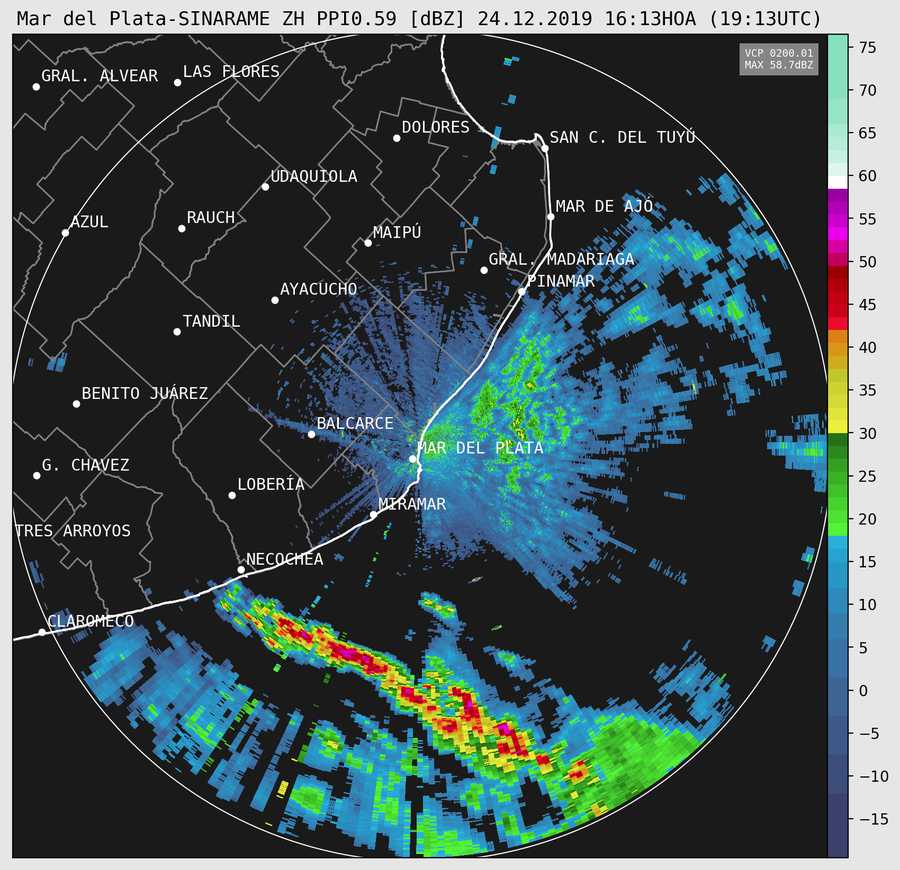 Mar del Plata-SINARAME ZH PPI0.59 [dBZ] 24.12.2019 16:13HOA (19:13UTC)
VCP 0200.01
MAX 58.7dBZ
GRAL. ALVEAR
LAS FLORES
DOLORES
SAN C. DEL TUYÚ
UDAQUIOLA
MAR DE AJÓ
AZUL
RAUCH
MAIPÚ
GRAL. MADARIAGA
PINAMAR
AYACUCHO
TANDIL
BENITO JUÁREZ
BALCARCE
MAR DEL PLATA
G. CHAVEZ
LOBERÍA
MIRAMAR
TRES ARROYOS
NECOCHEA
CLAROMECO
75
70
65
60
55
50
45
40
35
30
25
20
15
10
5
0
−5
−10
−15